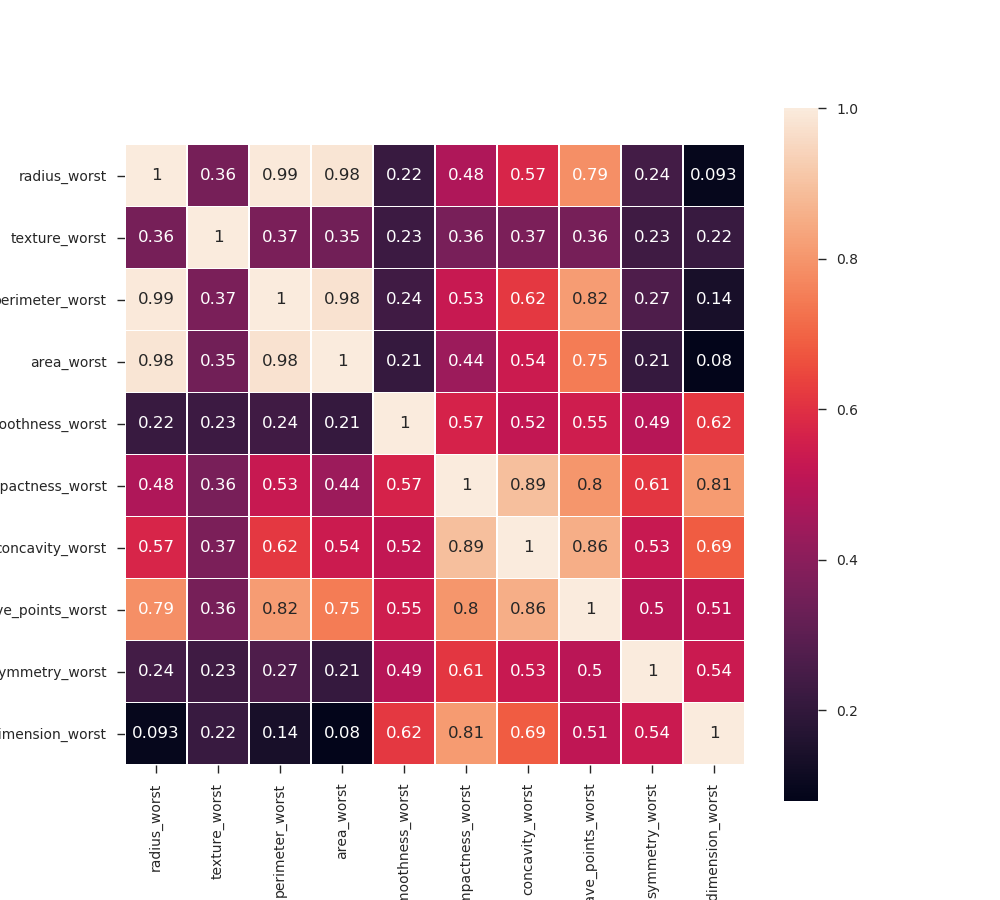 1.0
radius_worst 1 0.36 0.99 0.98 0.22 0.48 0.57 0.79 0.24 0.093
texture_worst 0.36 1 0.37 0.35 0.23 0.36 0.37 0.36 0.23 0.22
0.8
erimeter_worst 0.99 0.37 1 0.98 0.24 0.53 0.62 0.82 0.27 0.14
area_worst 0.98 0.35 0.98 1 0.21 0.44 0.54 0.75 0.21 0.08
0.6
oothness_worst 0.22 0.23 0.24 0.21 1 0.57 0.52 0.55 0.49 0.62
pactness_worst 0.48 0.36 0.53 0.44 0.57 1 0.89 0.8 0.61 0.81
concavity_worst 0.57 0.37 0.62 0.54 0.52 0.89 1 0.86 0.53 0.69
0.4
ve_points_worst 0.79 0.36 0.82 0.75 0.55 0.8 0.86 1 0.5 0.51
ymmetry_worst 0.24 0.23 0.27 0.21 0.49 0.61 0.53 0.5 1 0.54
0.2
imension_worst 0.093 0.22 0.14 0.08 0.62 0.81 0.69 0.51 0.54 1
radius_worst
texture_worst
perimeter_worst
area_worst
moothness_worst
mpactness_worst
concavity_worst
ave_points_worst
symmetry_worst
dimension_worst